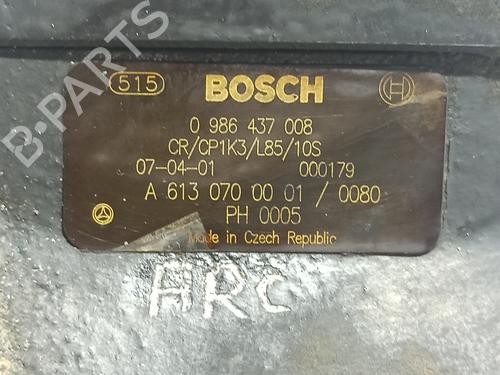 B-PARTS
515 BOSCH
0 986 437 008
CR/CP1K3/L85/10S
07-04-01 000179
A 613 070 00 01 / 0080
PH 0005
Made in Czech Republic
HRC